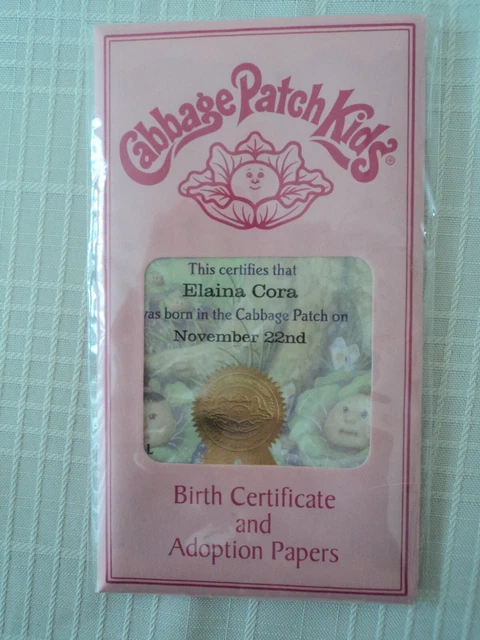 Cabbage Patch Kids®
This certifies that
Elaina Cora
as born in the Cabbage Patch on
November 22nd
L
Birth Certificate
and
Adoption Papers